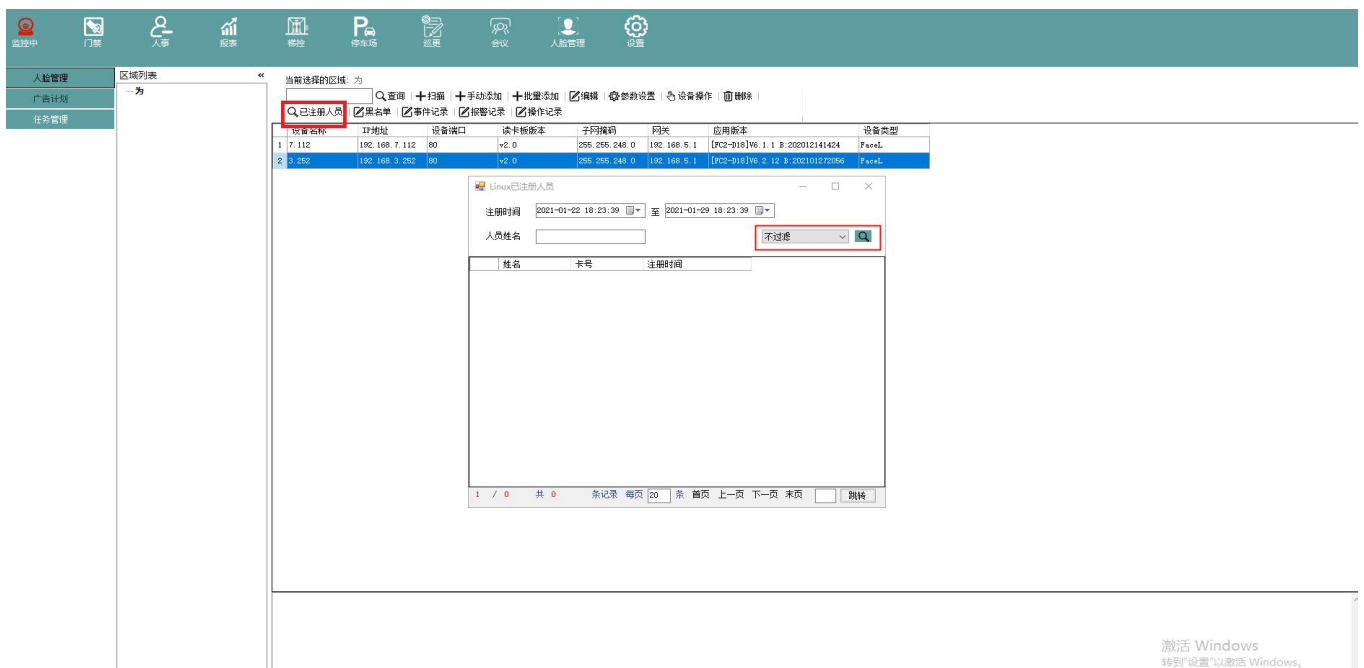 监控中 门禁 人事 报表 梯控 停车场 巡更 会议 人脸管理 设置
人脸管理
广告计划
任务管理
区域列表 «
为
当前选择的区域: 为
查询 扫描 手动添加 批量添加 编辑 参数设置 设备操作 删除
已注册人员 黑名单 事件记录 报警记录 操作记录
设备名称 IP地址 设备端口 读卡板版本 子网掩码 网关 应用版本 设备类型
1 7.112 192.168.7.112 80 v2.0 255.255.248.0 192.168.5.1 [FC2-D18]V6.1.1 B:202012141424 FaceL
2 3.252 192.168.3.252 80 v2.0 255.255.248.0 192.168.5.1 [FC2-D18]V6.2.12 B:202101272056 FaceL
Linux已注册人员
注册时间 2021-01-22 18:23:39 至 2021-01-29 18:23:39
人员姓名 不过滤
姓名 卡号 注册时间
1 / 0 共 0 条记录 每页 20 条 首页 上一页 下一页 末页 跳转
激活 Windows
转到"设置"以激活 Windows。